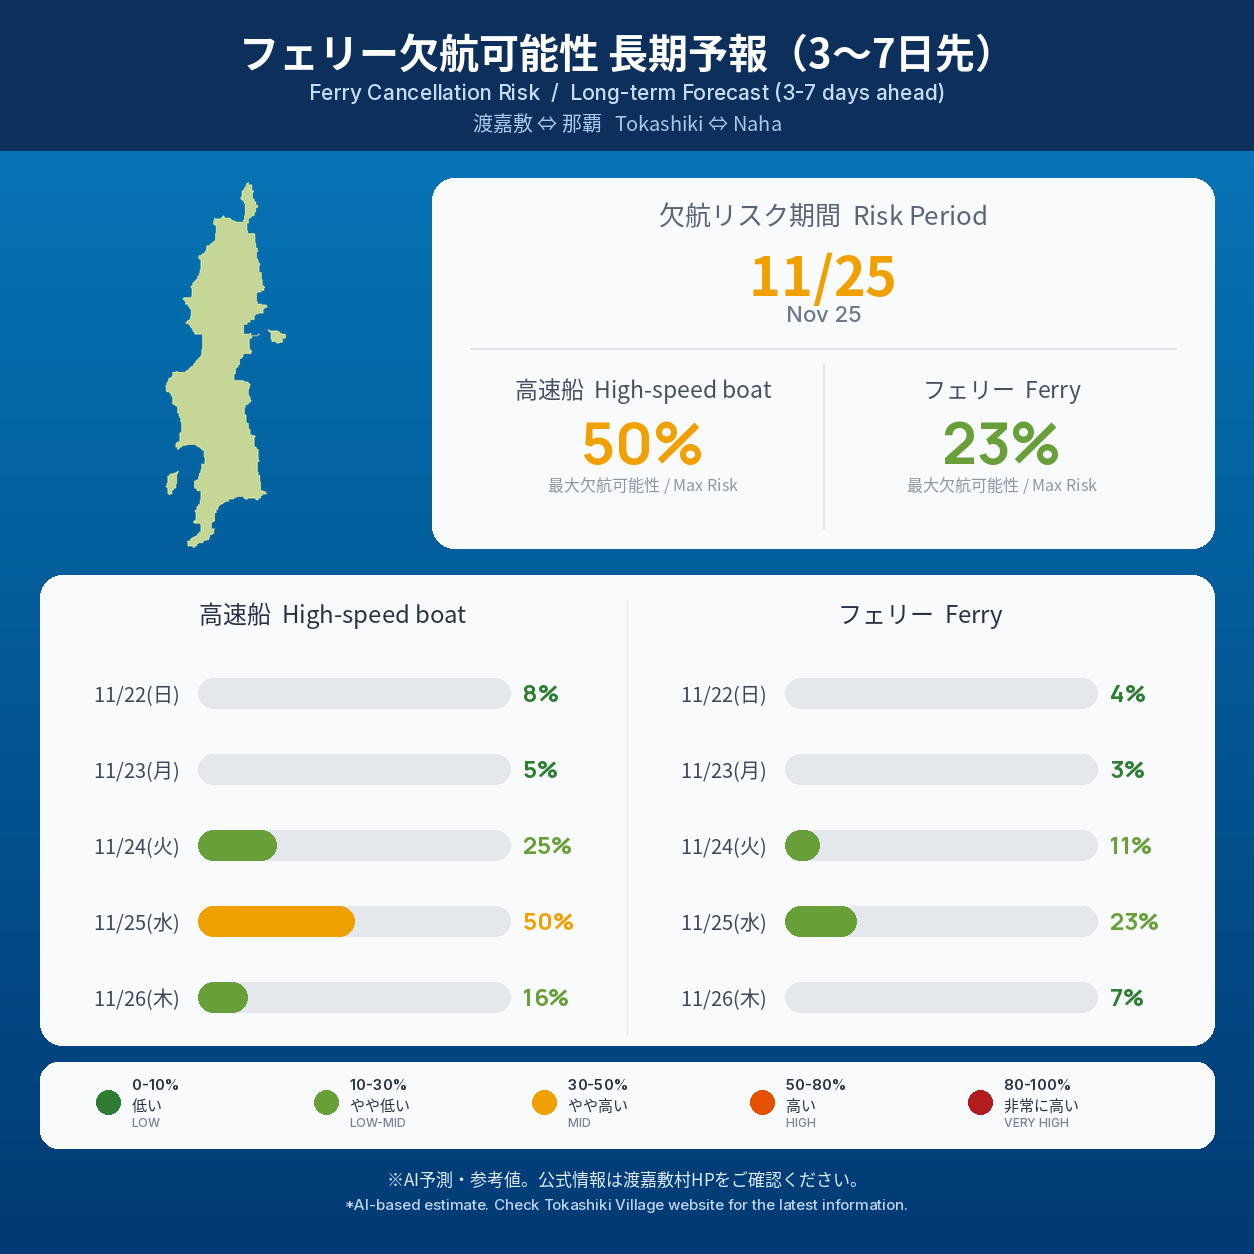 フェリー欠航可能性 長期予報（3〜7日先）
Ferry Cancellation Risk / Long-term Forecast (3-7 days ahead)
渡嘉敷 ⇔ 那覇 Tokashiki ⇔ Naha
欠航リスク期間 Risk Period
11/25
Nov 25
高速船 High-speed boat
50%
最大欠航可能性 / Max Risk
フェリー Ferry
23%
最大欠航可能性 / Max Risk
高速船 High-speed boat
11/22(日) 8%
11/23(月) 5%
11/24(火) 25%
11/25(水) 50%
11/26(木) 16%
フェリー Ferry
11/22(日) 4%
11/23(月) 3%
11/24(火) 11%
11/25(水) 23%
11/26(木) 7%
0-10%
低い
LOW
10-30%
やや低い
LOW-MID
30-50%
やや高い
MID
50-80%
高い
HIGH
80-100%
非常に高い
VERY HIGH
※AI予測・参考値。公式情報は渡嘉敷村HPをご確認ください。
*AI-based estimate. Check Tokashiki Village website for the latest information.